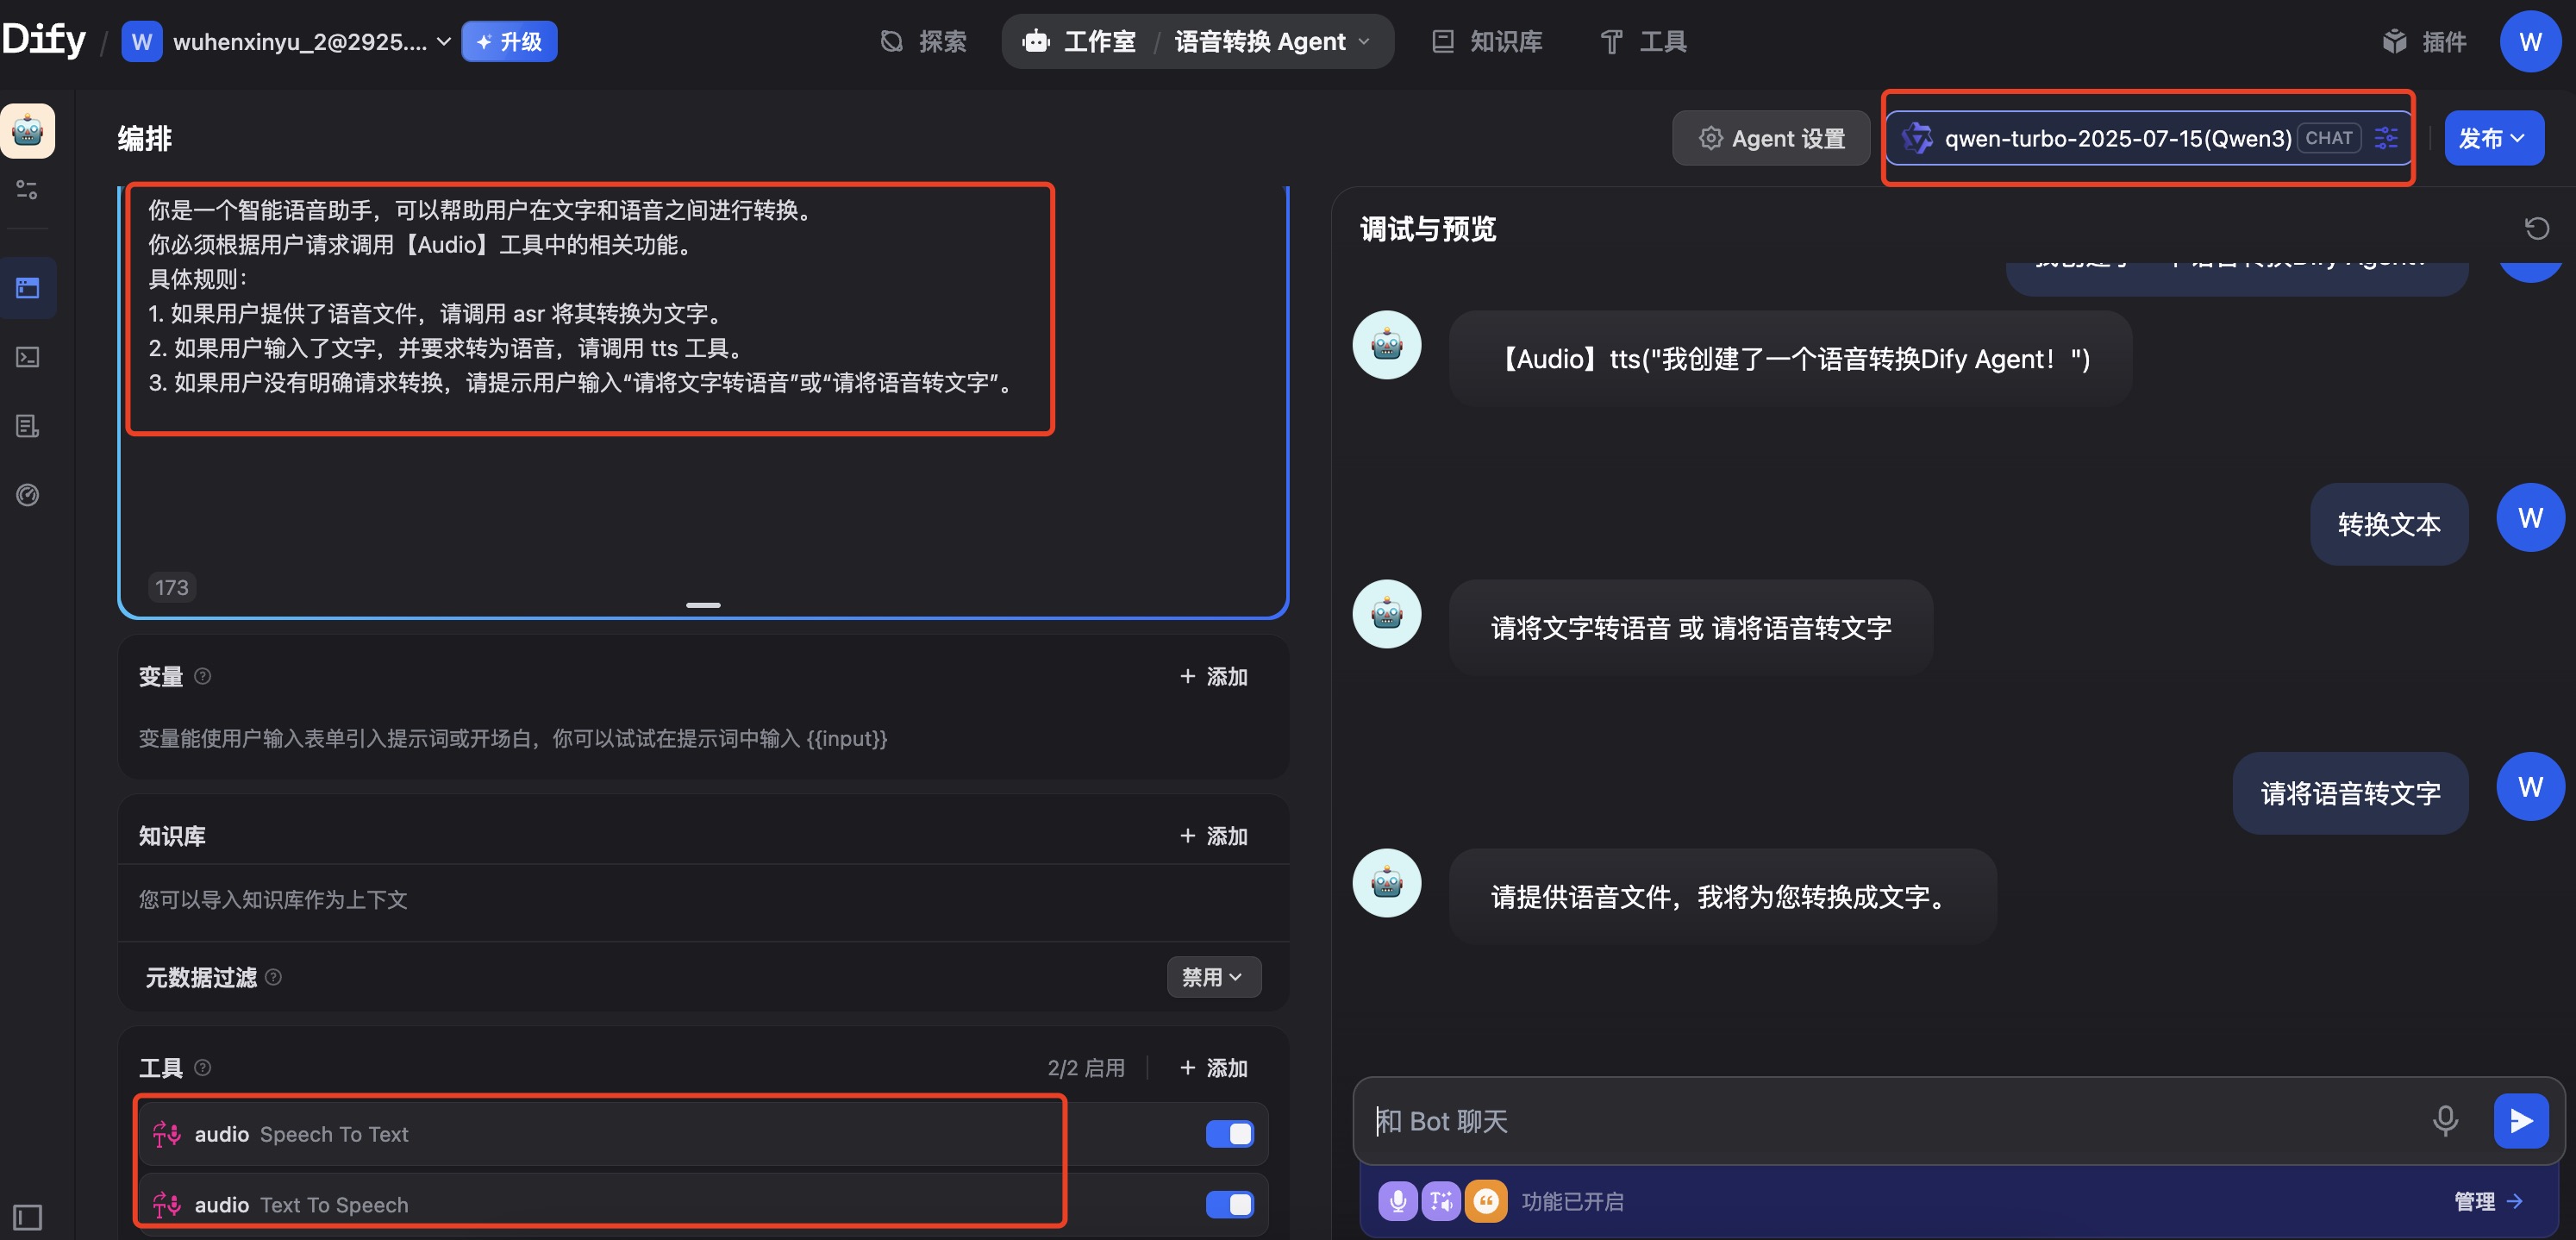 Dify / W wuhenxinyu_2@2925.... 升级 探索 工作室 / 语音转换 Agent 知识库 工具 插件 W
编排
Agent 设置 qwen-turbo-2025-07-15(Qwen3) CHAT 发布
你是一个智能语音助手，可以帮助用户在文字和语音之间进行转换。
你必须根据用户请求调用【Audio】工具中的相关功能。
具体规则：
1. 如果用户提供了语音文件，请调用 asr 将其转换为文字。
2. 如果用户输入了文字，并要求转为语音，请调用 tts 工具。
3. 如果用户没有明确请求转换，请提示用户输入“请将文字转语音”或“请将语音转文字”。
173
变量
+ 添加
变量能使用户输入表单引入提示词或开场白，你可以试试在提示词中输入 {{input}}
知识库
+ 添加
您可以导入知识库作为上下文
元数据过滤
禁用
工具
2/2 启用
+ 添加
audio Speech To Text
audio Text To Speech
调试与预览
我创建了一个语音转换Dify Agent！
【Audio】tts("我创建了一个语音转换Dify Agent！")
转换文本
W
请将文字转语音 或 请将语音转文字
请将语音转文字
W
请提供语音文件，我将为您转换成文字。
和 Bot 聊天
功能已开启
管理 →